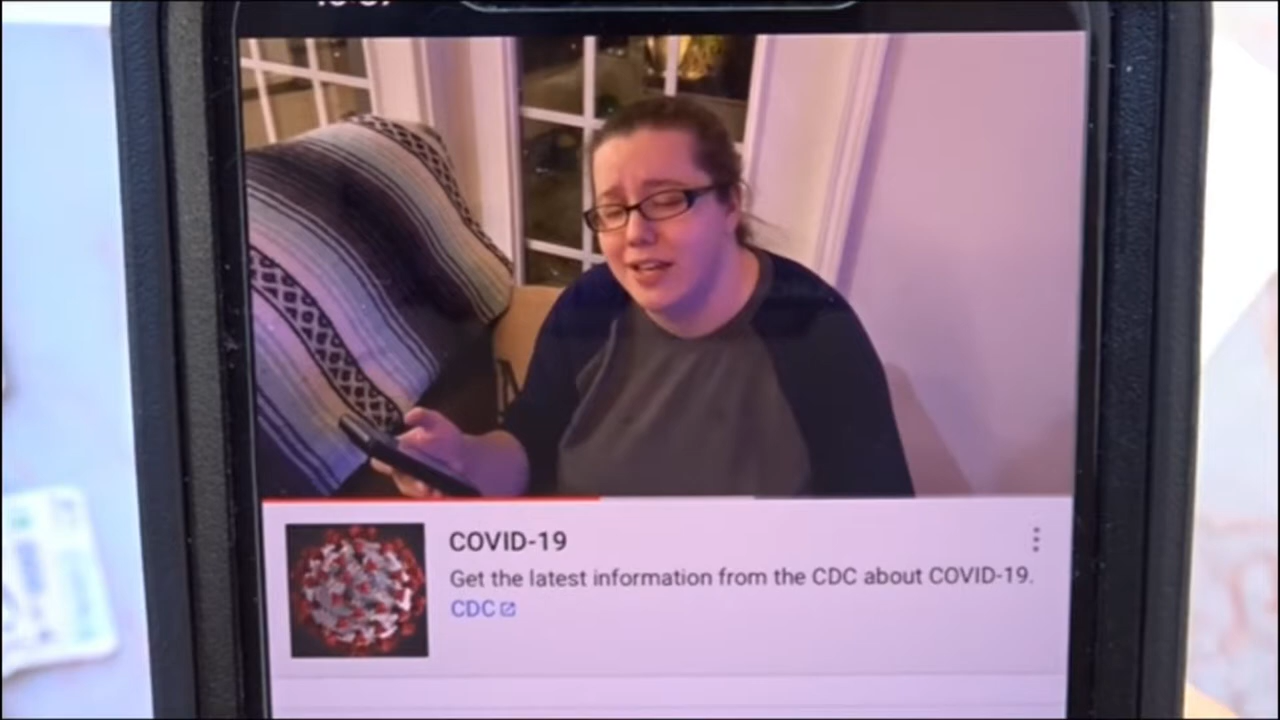 COVID-19
Get the latest information from the CDC about COVID-19.
CDC